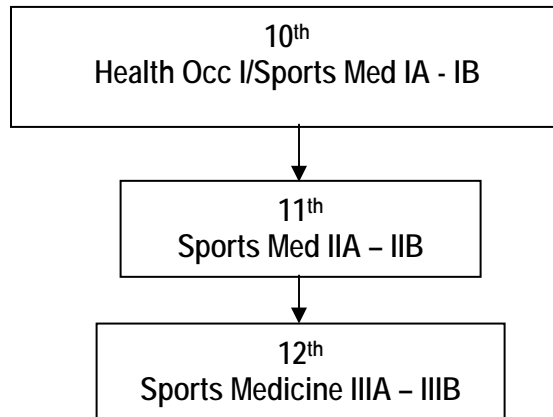 10th
Health Occ I/Sports Med IA - IB
11th
Sports Med IIA – IIB
12th
Sports Medicine IIIA – IIIB